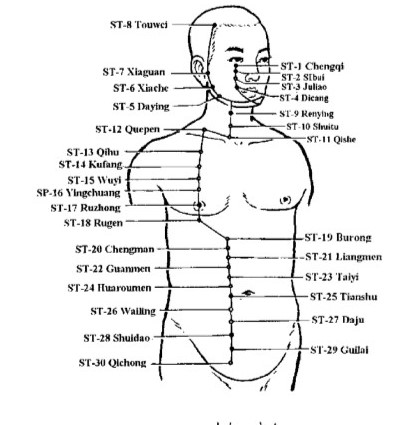 ST-8 Touwei
ST-1 Chengqi
ST-2 SIbai
ST-7 Xiaguan
ST-3 Juliao
ST-6 Xiache
ST-4 Dicang
ST-5 Daying
ST-9 Renying
ST-10 Shuitu
ST-12 Quepen
ST-11 Qishe
ST-13 Qihu
ST-14 Kufang
ST-15 Wuyi
SP-16 Yingchuang
ST-17 Ruzhong
ST-18 Rugen
ST-19 Burong
ST-20 Chengman
ST-21 Liangmen
ST-22 Guanmen
ST-23 Taiyi
ST-24 Huaroumen
ST-25 Tianshu
ST-26 Wailing
ST-27 Daju
ST-28 Shuidao
ST-29 Guilai
ST-30 Qichong